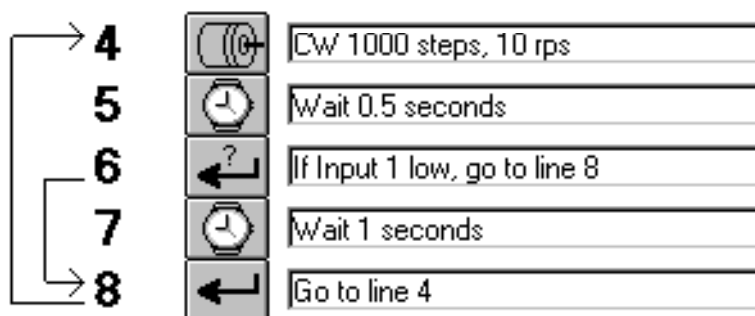 4 CW 1000 steps, 10 rps
5 Wait 0.5 seconds
6 ? If Input 1 low, go to line 8
7 Wait 1 seconds
8 Go to line 4